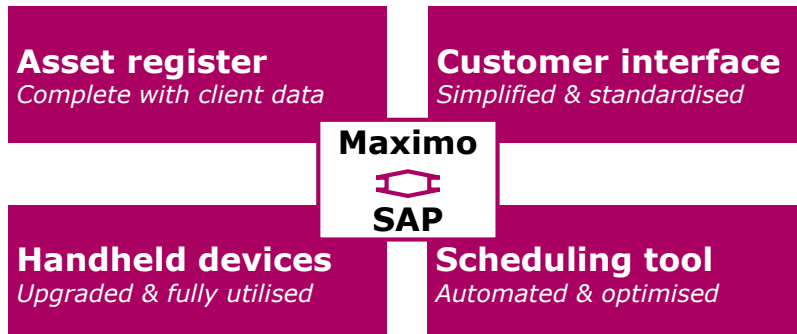 Asset register
Complete with client data
Customer interface
Simplified & standardised
Maximo
SAP
Handheld devices
Upgraded & fully utilised
Scheduling tool
Automated & optimised